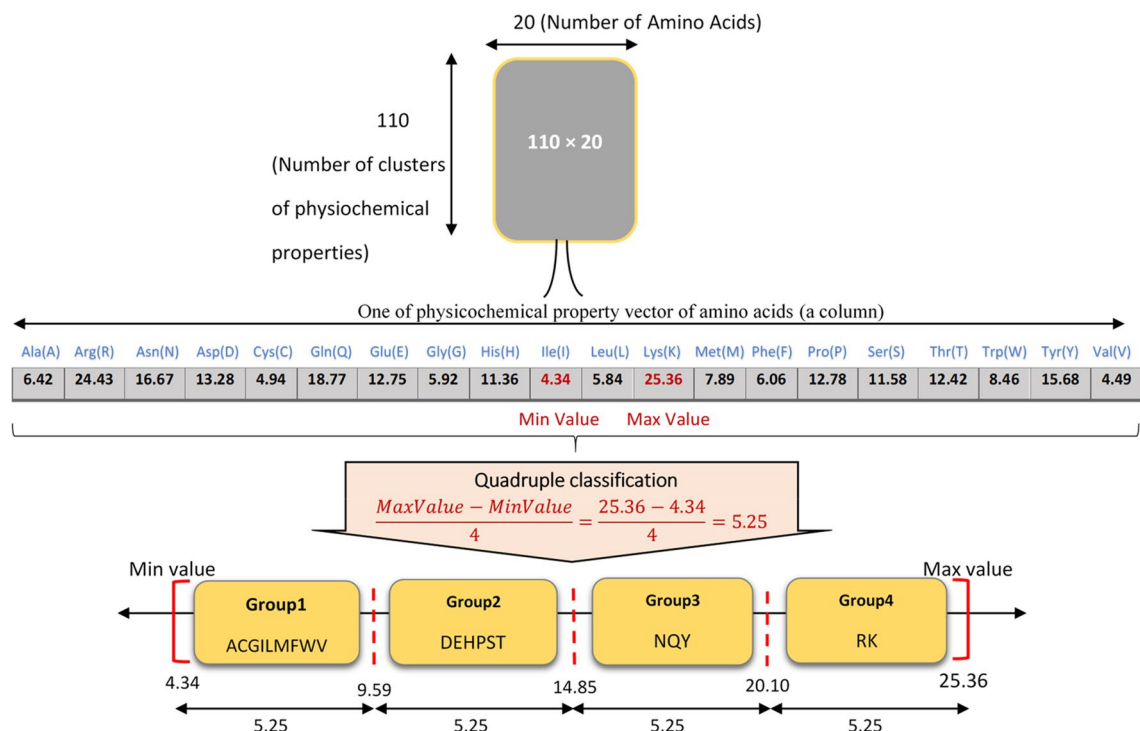 20 (Number of Amino Acids)
110
(Number of clusters
of physiochemical
properties)
110 × 20
One of physicochemical property vector of amino acids (a column)
Ala(A) Arg(R) Asn(N) Asp(D) Cys(C) Gln(Q) Glu(E) Gly(G) His(H) Ile(I) Leu(L) Lys(K) Met(M) Phe(F) Pro(P) Ser(S) Thr(T) Trp(W) Tyr(Y) Val(V)
6.42 24.43 16.67 13.28 4.94 18.77 12.75 5.92 11.36 4.34 5.84 25.36 7.89 6.06 12.78 11.58 12.42 8.46 15.68 4.49
Min Value Max Value
Quadruple classification
MaxValue − MinValue / 4 = 25.36 − 4.34 / 4 = 5.25
Min value Max value
Group1 Group2 Group3 Group4
ACGILMFWV DEHPST NQY RK
4.34 9.59 14.85 20.10 25.36
5.25 5.25 5.25 5.25